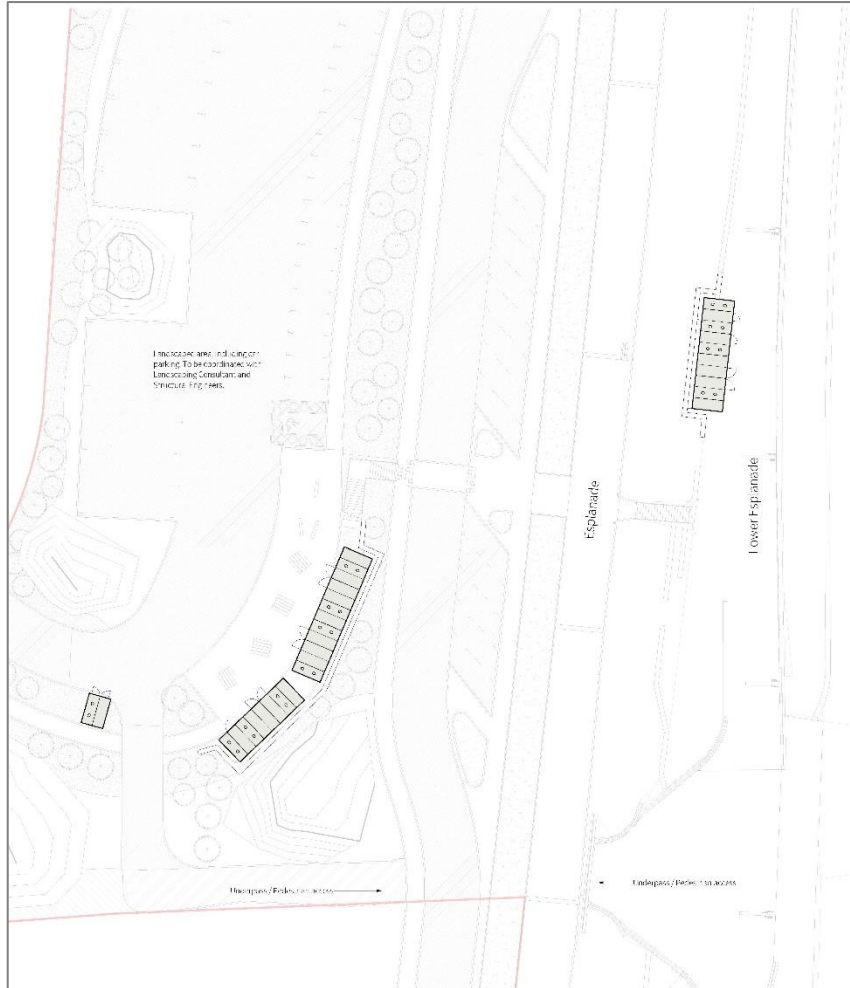 Landscaped area, including car
parking. To be coordinated with
Landscaping Consultant and
Structural Engineers.
Esplanade
Lower Esplanade
Underpass / Pedestrian access
Underpass / Pedestrian access